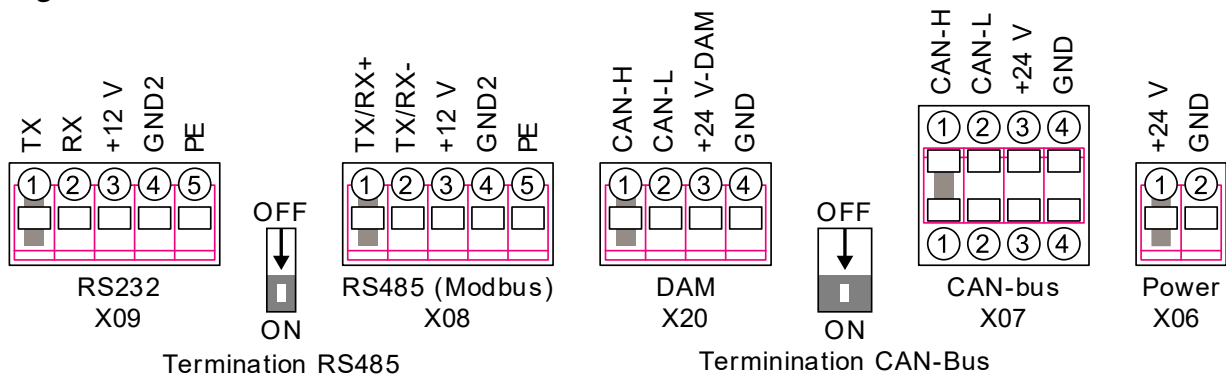 TX RX +12 V GND2 PE
1 2 3 4 5
RS232
X09
OFF
ON
Termination RS485
TX/RX+ TX/RX- +12 V GND2 PE
1 2 3 4 5
RS485 (Modbus)
X08
CAN-H CAN-L +24 V-DAM GND
1 2 3 4
DAM
X20
OFF
ON
Terminination CAN-Bus
CAN-H CAN-L +24 V GND
1 2 3 4
1 2 3 4
CAN-bus
X07
+24 V GND
1 2
Power
X06